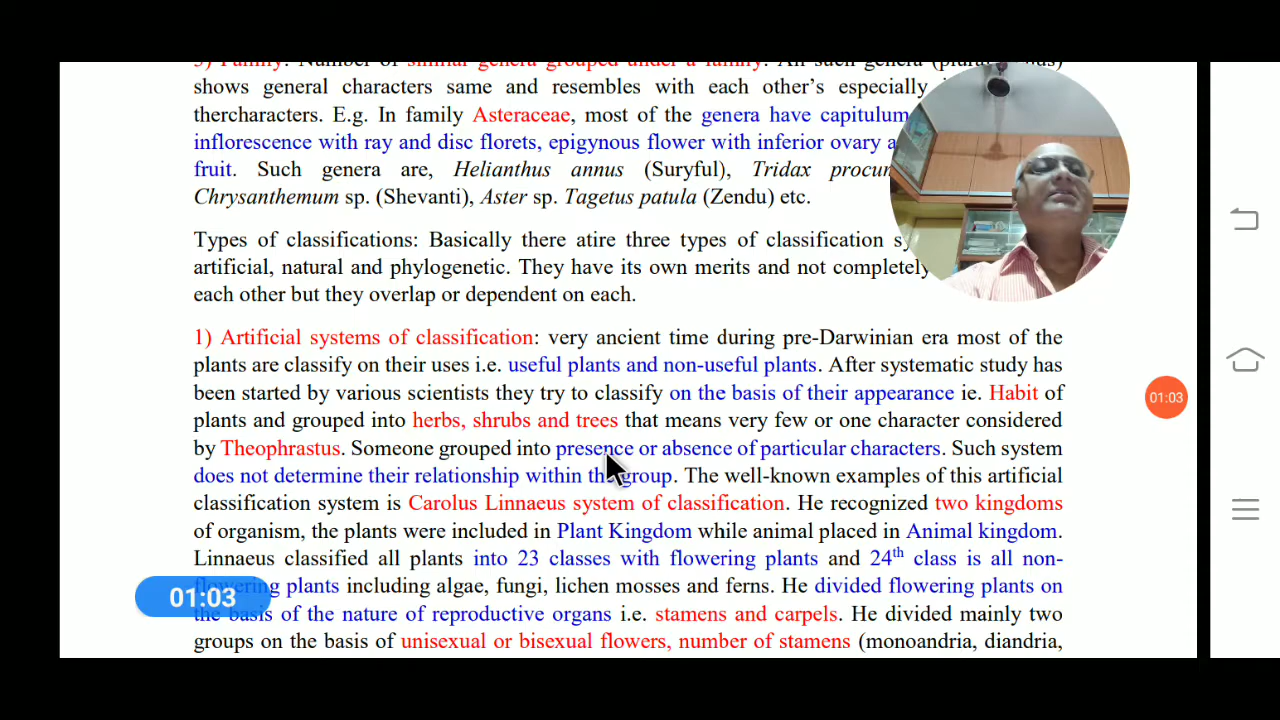 shows general characters same and resembles with each other’s especially
thercharacters. E.g. In family Asteraceae, most of the genera have capitulum
inflorescence with ray and disc florets, epigynous flower with inferior ovary a
fruit. Such genera are, Helianthus annus (Suryful), Tridax procum
Chrysanthemum sp. (Shevanti), Aster sp. Tagetus patula (Zendu) etc.
Types of classifications: Basically there atire three types of classification sy
artificial, natural and phylogenetic. They have its own merits and not completely
each other but they overlap or dependent on each.
1) Artificial systems of classification: very ancient time during pre-Darwinian era most of the
plants are classify on their uses i.e. useful plants and non-useful plants. After systematic study has
been started by various scientists they try to classify on the basis of their appearance ie. Habit of
plants and grouped into herbs, shrubs and trees that means very few or one character considered
by Theophrastus. Someone grouped into presence or absence of particular characters. Such system
does not determine their relationship within the group. The well-known examples of this artificial
classification system is Carolus Linnaeus system of classification. He recognized two kingdoms
of organism, the plants were included in Plant Kingdom while animal placed in Animal kingdom.
Linnaeus classified all plants into 23 classes with flowering plants and 24th class is all non-
flowering plants including algae, fungi, lichen mosses and ferns. He divided flowering plants on
the basis of the nature of reproductive organs i.e. stamens and carpels. He divided mainly two
groups on the basis of unisexual or bisexual flowers, number of stamens (monoandria, diandria,
01:03
01:03